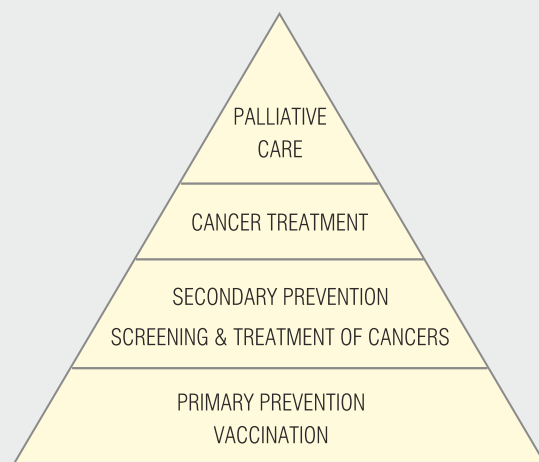 PALLIATIVE
CARE
CANCER TREATMENT
SECONDARY PREVENTION
SCREENING & TREATMENT OF CANCERS
PRIMARY PREVENTION
VACCINATION